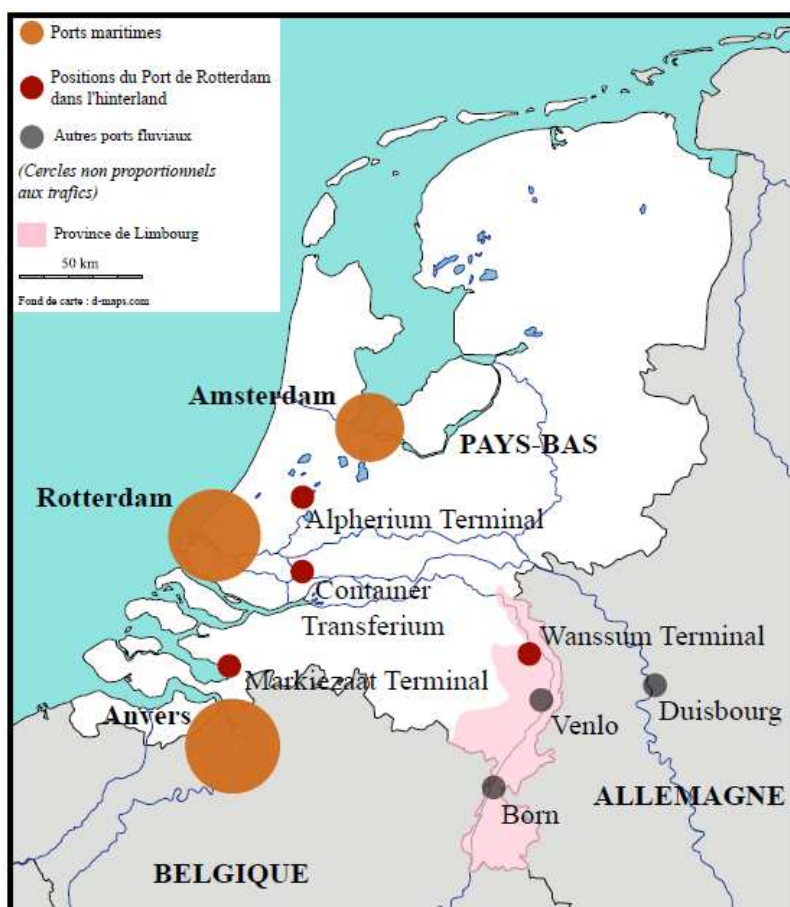 Ports maritimes
Positions du Port de Rotterdam
dans l'hinterland
Autres ports fluviaux
(Cercles non proportionnels
aux trafics)
Province de Limbourg
50 km
Fond de carte : d-maps.com
Amsterdam
PAYS-BAS
Rotterdam
Alpherium Terminal
Container
Transferium
Wanssum Terminal
Markiezaat Terminal
Anvers
Venlo
Duisbourg
ALLEMAGNE
Born
BELGIQUE